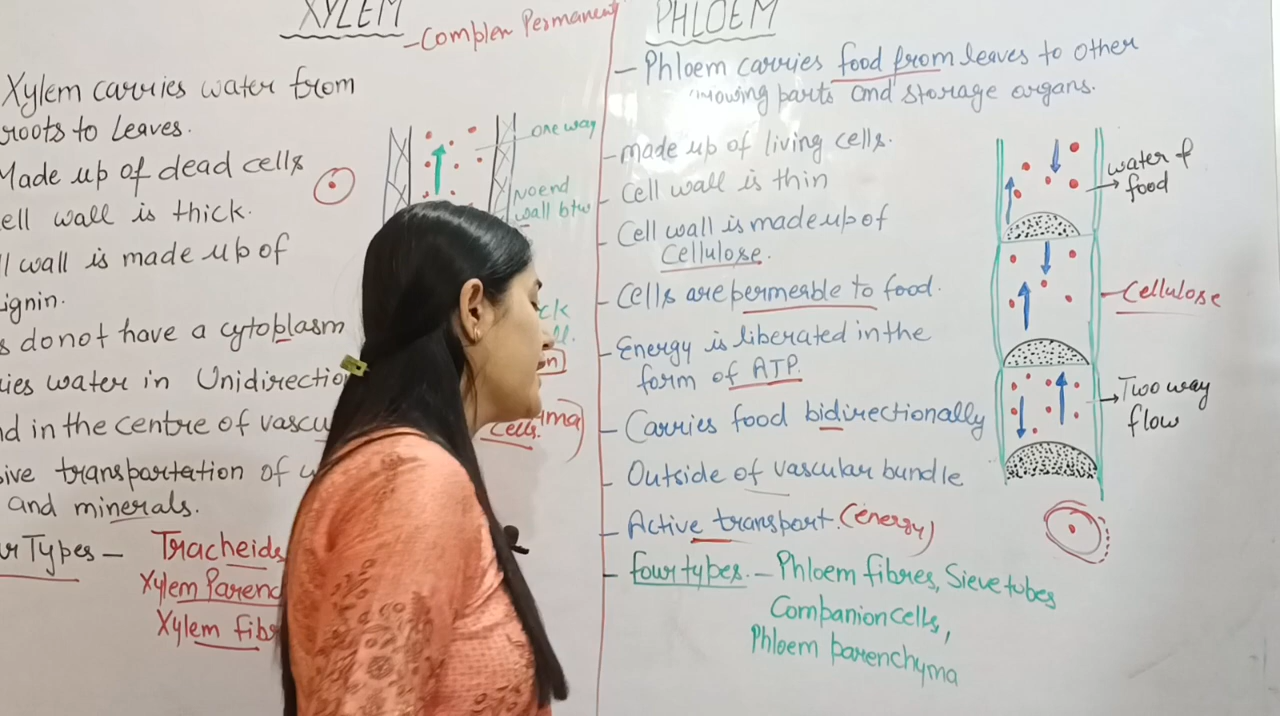 XYLEM
-Complex Permanent
Xylem carries water from
roots to Leaves.
Made up of dead cells
ell wall is thick.
ll wall is made up of
ignin.
s donot have a cytoplasm
ies water in Unidirectio
nd in the centre of vascu
ive transportation of
and minerals.
ur Types - Tracheids
Xylem Paren
Xylem fib
one way
No end
wall btw
ck
ll.
cells.
PHLOEM
- Phloem carries food from leaves to other
growing parts and storage organs.
- made up of living cells.
- Cell wall is thin
- Cell wall is made up of
Cellulose.
- Cells are permeable to food.
- Energy is liberated in the
form of ATP.
- Carries food bidirectionally
- Outside of vascular bundle
- Active transport. (energy)
- four types. - Phloem fibres, Sieve tubes
Companion cells,
Phloem parenchyma
water &
food
Cellulose
Two way
flow